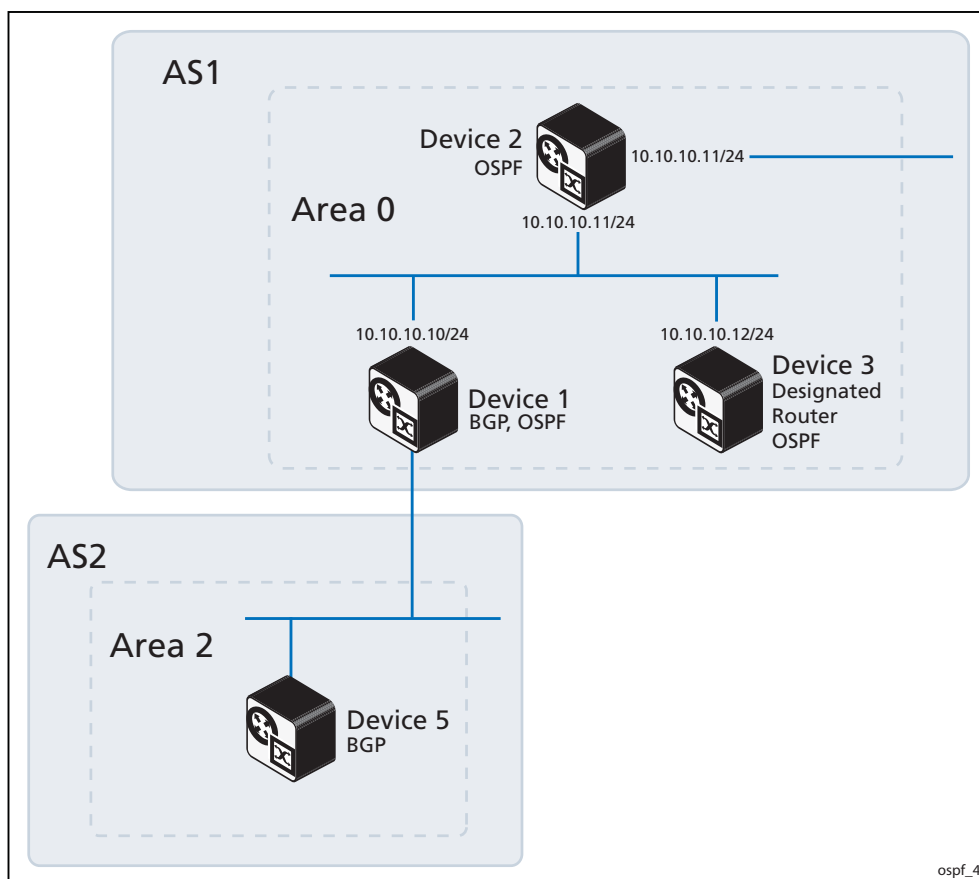 AS1
Device 2
OSPF
10.10.10.11/24
Area 0
10.10.10.11/24
10.10.10.10/24
10.10.10.12/24
Device 1
BGP, OSPF
Device 3
Designated
Router
OSPF
AS2
Area 2
Device 5
BGP
ospf_4